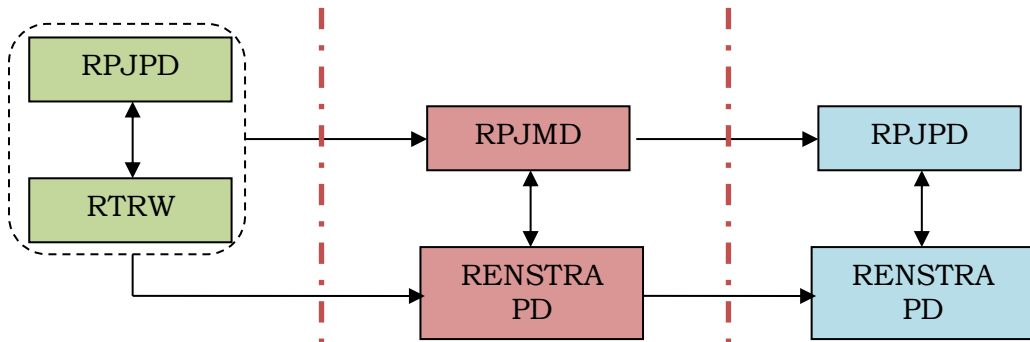 RPJPD
RPJMD
RPJPD
RTRW
RENSTRA
PD
RENSTRA
PD